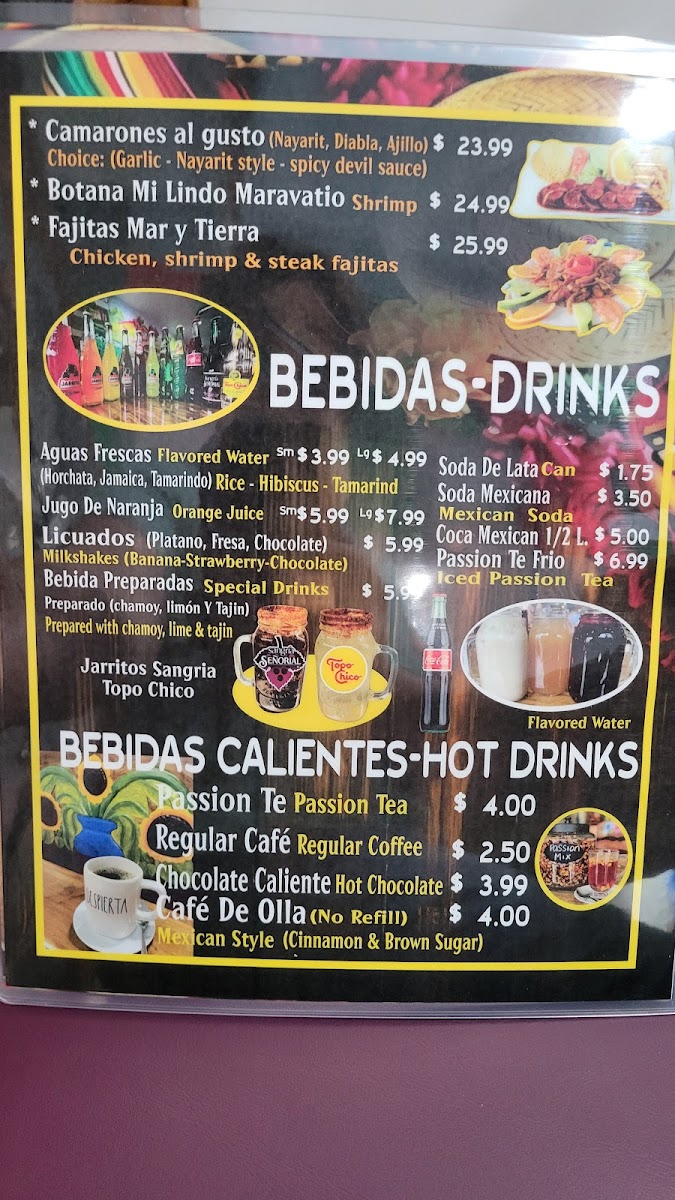 * Camarones al gusto (Nayarit, Diabla, Ajillo) $ 23.99
Choice: (Garlic - Nayarit style - spicy devil sauce)
* Botana Mi Lindo Maravatio Shrimp $ 24.99
* Fajitas Mar y Tierra $ 25.99
Chicken, shrimp & steak fajitas
BEBIDAS-DRINKS
Aguas Frescas Flavored Water Sm $ 3.99 Lg $ 4.99
(Horchata, Jamaica, Tamarindo) Rice - Hibiscus - Tamarind
Jugo De Naranja Orange Juice Sm $5.99 Lg $7.99
Licuados (Platano, Fresa, Chocolate) $ 5.99
Milkshakes (Banana-Strawberry-Chocolate)
Bebida Preparadas Special Drinks $ 5.9
Preparado (chamoy, limón Y Tajin)
Prepared with chamoy, lime & tajin
Jarritos Sangria
Topo Chico
Sangria
SEÑORIAL
Topo
Chico
Coca-Cola
Soda De Lata Can $ 1.75
Soda Mexicana $ 3.50
Mexican Soda
Coca Mexican 1/2 L. $ 5.00
Passion Te Frio $ 6.99
Iced Passion Tea
Flavored Water
BEBIDAS CALIENTES-HOT DRINKS
Passion Te Passion Tea $ 4.00
Regular Café Regular Coffee $ 2.50
Chocolate Caliente Hot Chocolate $ 3.99
Café De Olla (No Refill) $ 4.00
Mexican Style (Cinnamon & Brown Sugar)
DESPIERTA
Passion
MIX